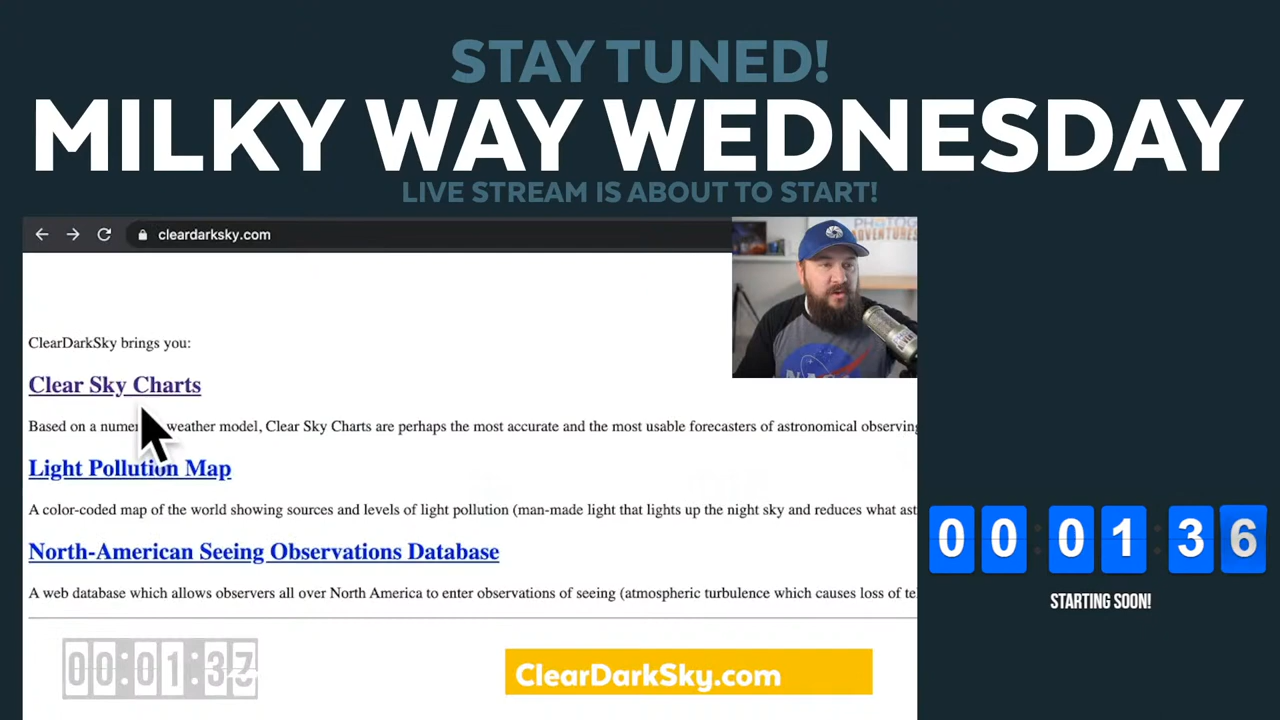 STAY TUNED!
MILKY WAY WEDNESDAY
LIVE STREAM IS ABOUT TO START!
cleardarksky.com
PHOTOG
ADVENTURES
ClearDarkSky brings you:
Clear Sky Charts
Based on a nume weather model, Clear Sky Charts are perhaps the most accurate and the most usable forecasters of astronomical observing
Light Pollution Map
A color-coded map of the world showing sources and levels of light pollution (man-made light that lights up the night sky and reduces what ast
North-American Seeing Observations Database
A web database which allows observers all over North America to enter observations of seeing (atmospheric turbulence which causes loss of te
NASA
00:01:36
STARTING SOON!
00:01:37
ClearDarkSky.com